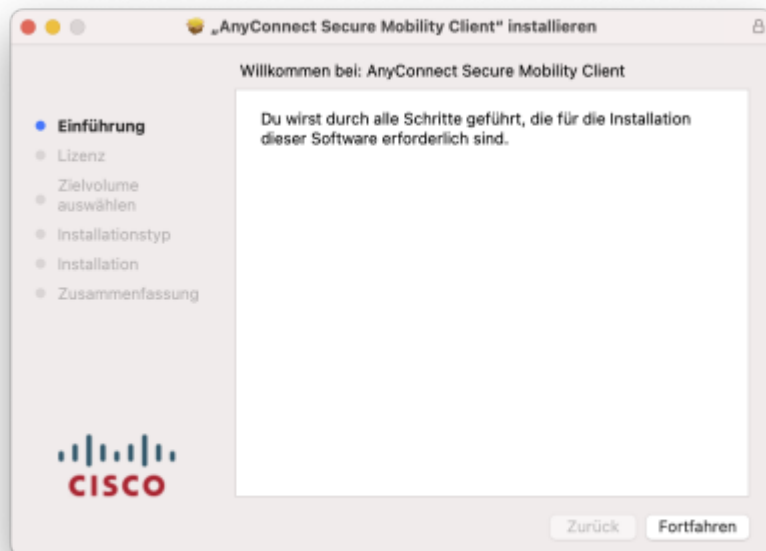 „AnyConnect Secure Mobility Client“ installieren
Willkommen bei: AnyConnect Secure Mobility Client
Einführung
Lizenz
Zielvolume
auswählen
Installationstyp
Installation
Zusammenfassung
Du wirst durch alle Schritte geführt, die für die Installation
dieser Software erforderlich sind.
CISCO
Zurück
Fortfahren